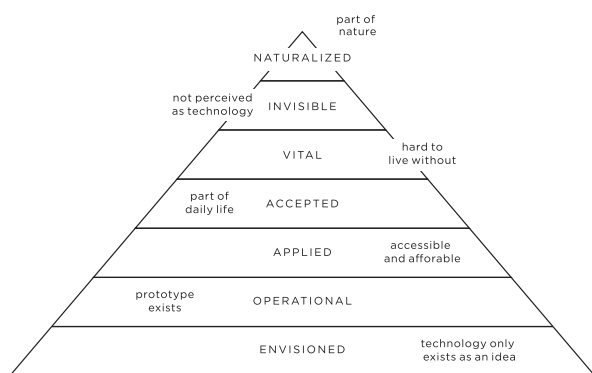 part of
nature
NATURALIZED
not perceived
as technology
INVISIBLE
VITAL
hard to
live without
part of
daily life
ACCEPTED
APPLIED
accessible
and afforable
prototype
exists
OPERATIONAL
ENVISIONED
technology only
exists as an idea